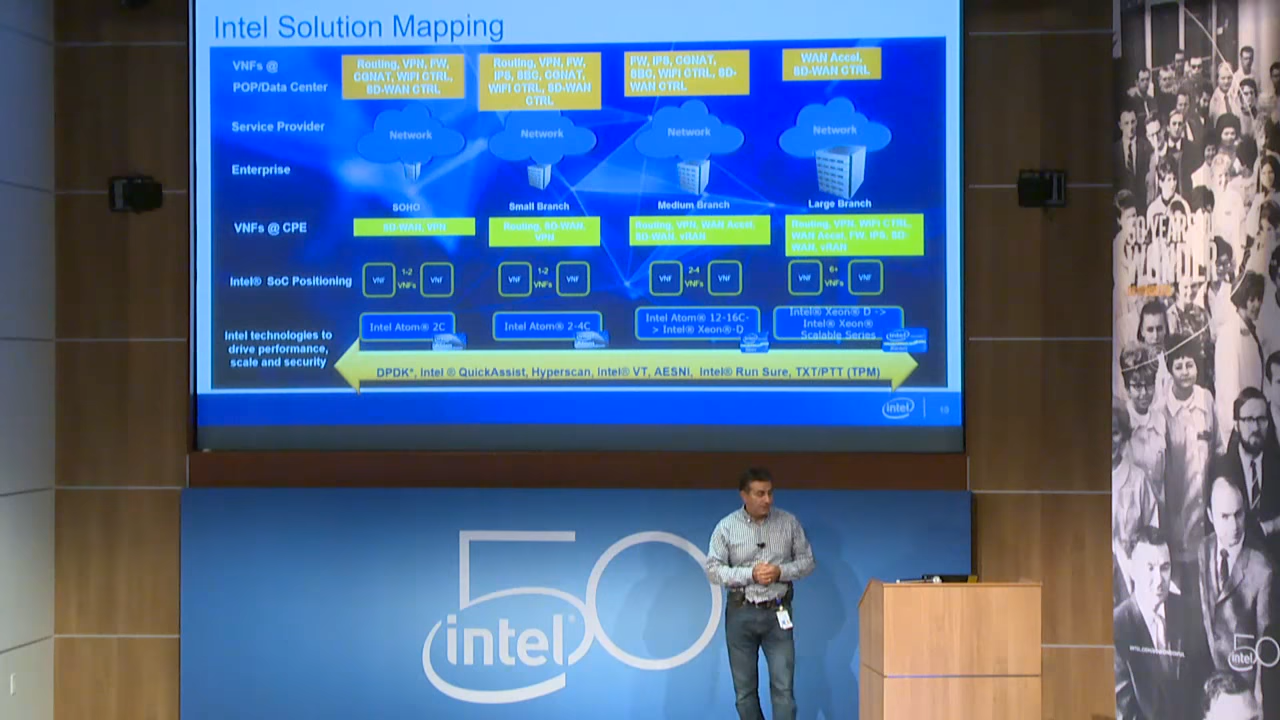 Intel Solution Mapping
VNFs @
POP/Data Center
Routing, VPN, FW,
CGNAT, WIFI CTRL,
SD-WAN CTRL
Routing, VPN, FW,
IPS, SBC, CGNAT,
WIFI CTRL, SD-WAN
CTRL
FW, IPS, CGNAT,
SBC, WIFI CTRL, SD-
WAN CTRL
WAN Accel,
SD-WAN CTRL
Service Provider
Network
Network
Network
Network
Enterprise
SOHO
Small Branch
Medium Branch
Large Branch
VNFs @ CPE
SD-WAN, VPN
Routing, SD-WAN,
VPN
Routing, VPN, WAN Accel,
SD-WAN, vRAN
Routing, VPN, WIFI CTRL,
WAN Accel, FW, IPS, SD-
WAN, vRAN
Intel® SoC Positioning
VNF
1-2
VNFs
VNF
VNF
1-2
VNFs
VNF
VNF
2-4
VNFs
VNF
VNF
6+
VNFs
VNF
Intel Atom® 2C
Intel Atom® 2-4C
Intel Atom® 12-16C-
> Intel® Xeon®-D
Intel® Xeon® D ->
Intel® Xeon®
Scalable Series
Intel technologies to
drive performance,
scale and security
DPDK*, Intel ® QuickAssist, Hyperscan, Intel® VT, AESNI, Intel® Run Sure, TXT/PTT (TPM)
intel
50
intel
50 YEARS
WONDER
intel 50